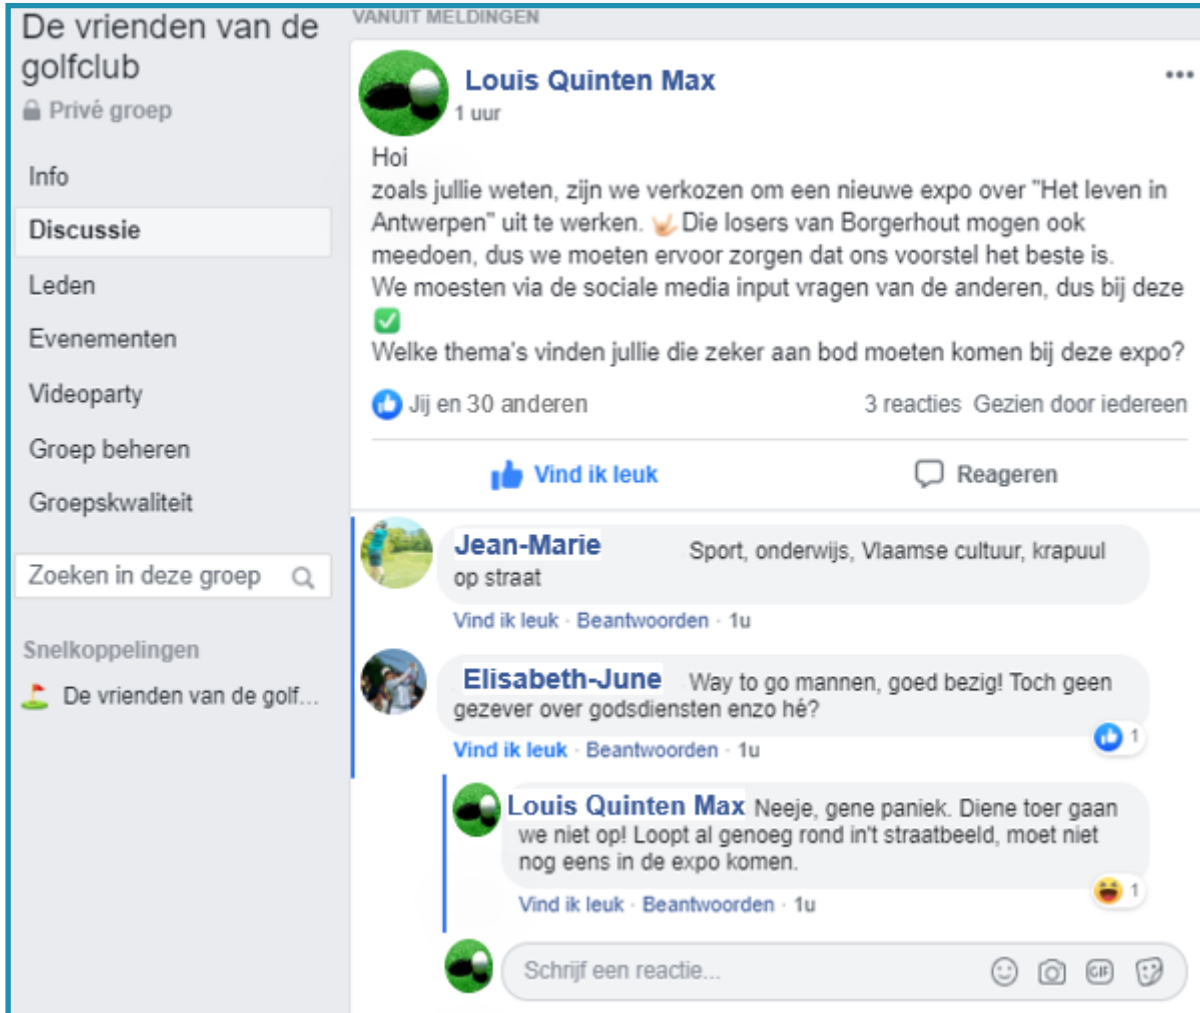 De vrienden van de
golfclub
Privé groep
Info
Discussie
Leden
Evenementen
Videoparty
Groep beheren
Groepskwaliteit
Zoeken in deze groep
Snelkoppelingen
De vrienden van de golf...
VANUIT MELDINGEN
Louis Quinten Max
1 uur
Hoi
zoals jullie weten, zijn we verkozen om een nieuwe expo over "Het leven in
Antwerpen" uit te werken. 🤟🏻 Die losers van Borgerhout mogen ook
meedoen, dus we moeten ervoor zorgen dat ons voorstel het beste is.
We moesten via de sociale media input vragen van de anderen, dus bij deze
✅
Welke thema's vinden jullie die zeker aan bod moeten komen bij deze expo?
Jij en 30 anderen 3 reacties Gezien door iedereen
Vind ik leuk Reageren
Jean-Marie Sport, onderwijs, Vlaamse cultuur, krapuul
op straat
Vind ik leuk · Beantwoorden · 1u
Elisabeth-June Way to go mannen, goed bezig! Toch geen
gezever over godsdiensten enzo hé?
1
Vind ik leuk · Beantwoorden · 1u
Louis Quinten Max Neeje, gene paniek. Diene toer gaan
we niet op! Loopt al genoeg rond in't straatbeeld, moet niet
nog eens in de expo komen.
1
Vind ik leuk · Beantwoorden · 1u
Schrijf een reactie... GIF